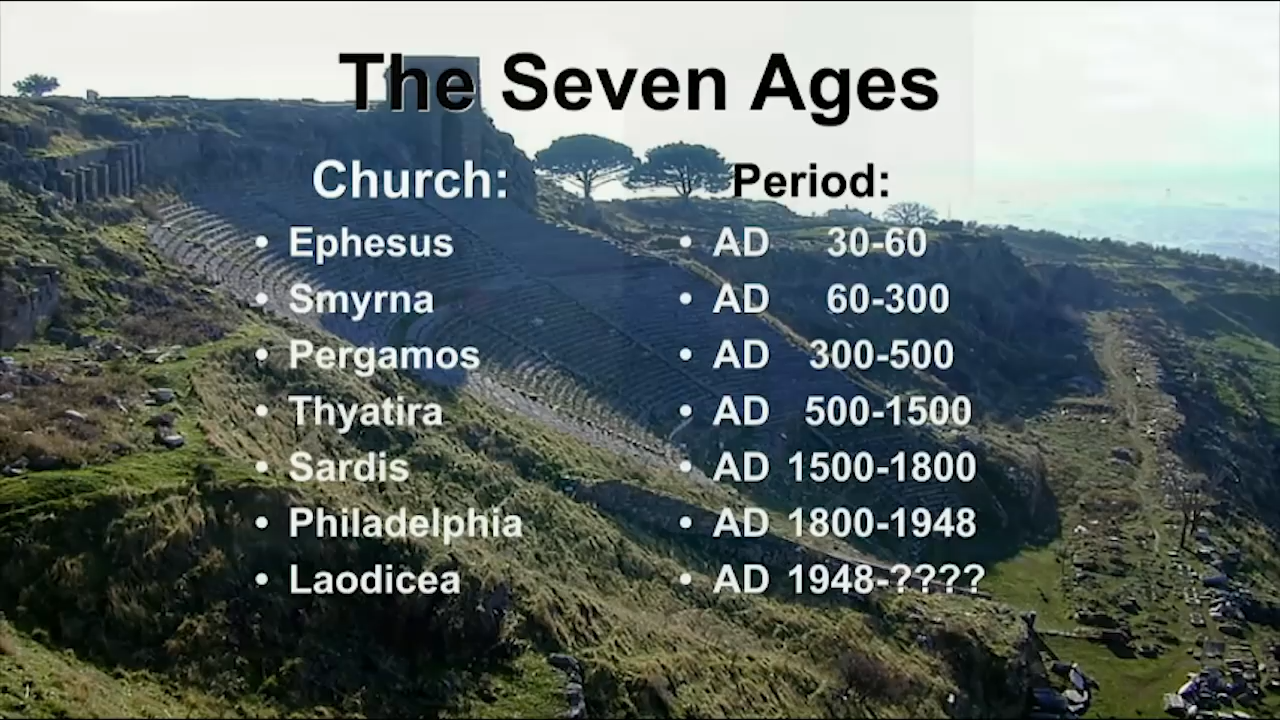 The Seven Ages
Church: Period:
• Ephesus • AD 30-60
• Smyrna • AD 60-300
• Pergamos • AD 300-500
• Thyatira • AD 500-1500
• Sardis • AD 1500-1800
• Philadelphia • AD 1800-1948
• Laodicea • AD 1948-????